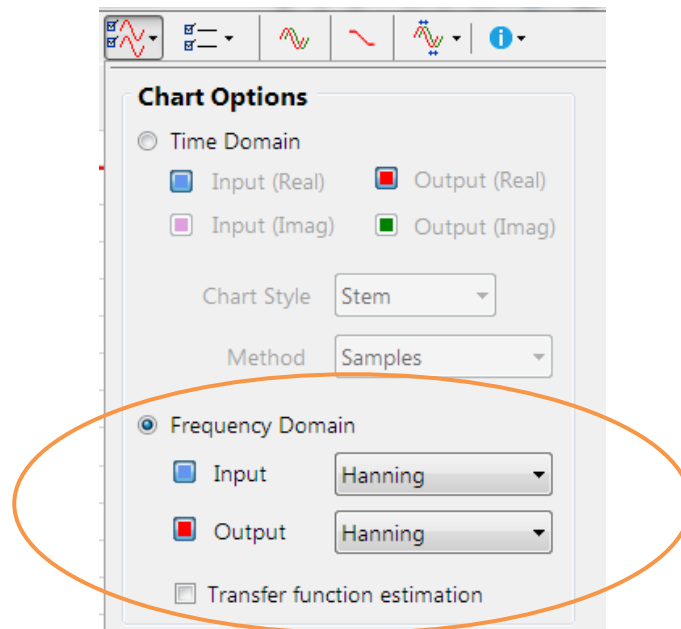 Chart Options
Time Domain
Input (Real) Output (Real)
Input (Imag) Output (Imag)
Chart Style Stem
Method Samples
Frequency Domain
Input Hanning
Output Hanning
Transfer function estimation